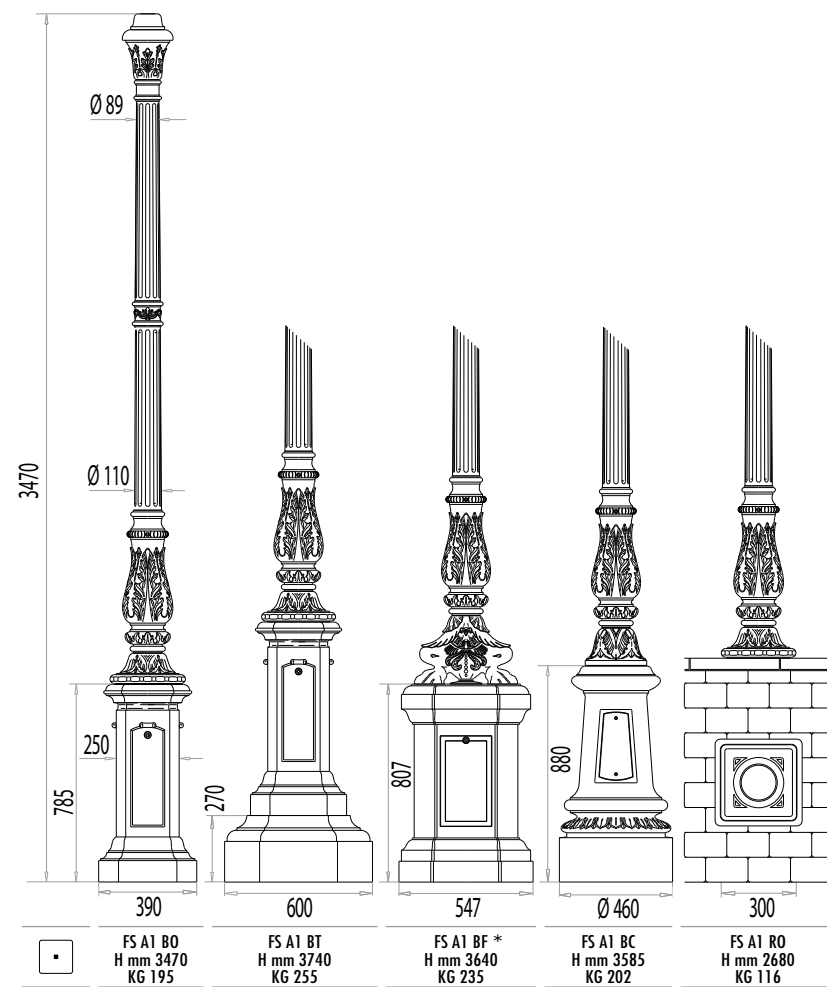 Ø 89
3470
Ø 110
250
785
270
807
880
390
600
547
Ø 460
300
FS A1 BO
H mm 3470
KG 195
FS A1 BT
H mm 3740
KG 255
FS A1 BF *
H mm 3640
KG 235
FS A1 BC
H mm 3585
KG 202
FS A1 RO
H mm 2680
KG 116